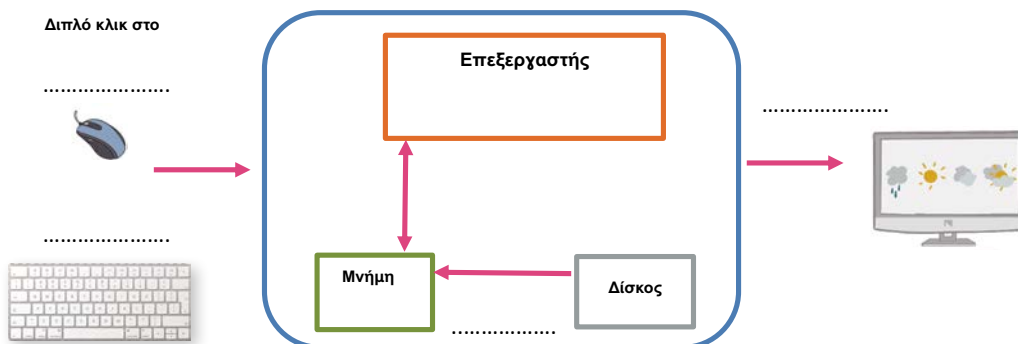 Διπλό κλικ στο
………………….
Επεξεργαστής
………………….
………………….
Μνήμη
Δίσκος
………………